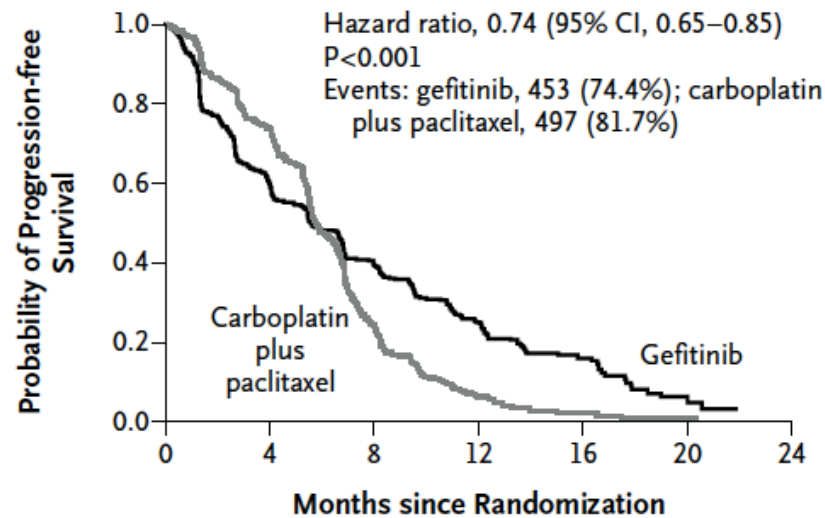 Hazard ratio, 0.74 (95% CI, 0.65–0.85)
P<0.001
Events: gefitinib, 453 (74.4%); carboplatin
plus paclitaxel, 497 (81.7%)
Probability of Progression-free
Survival
1.0
0.8
0.6
0.4
0.2
0.0
Carboplatin
plus
paclitaxel
Gefitinib
0 4 8 12 16 20 24
Months since Randomization